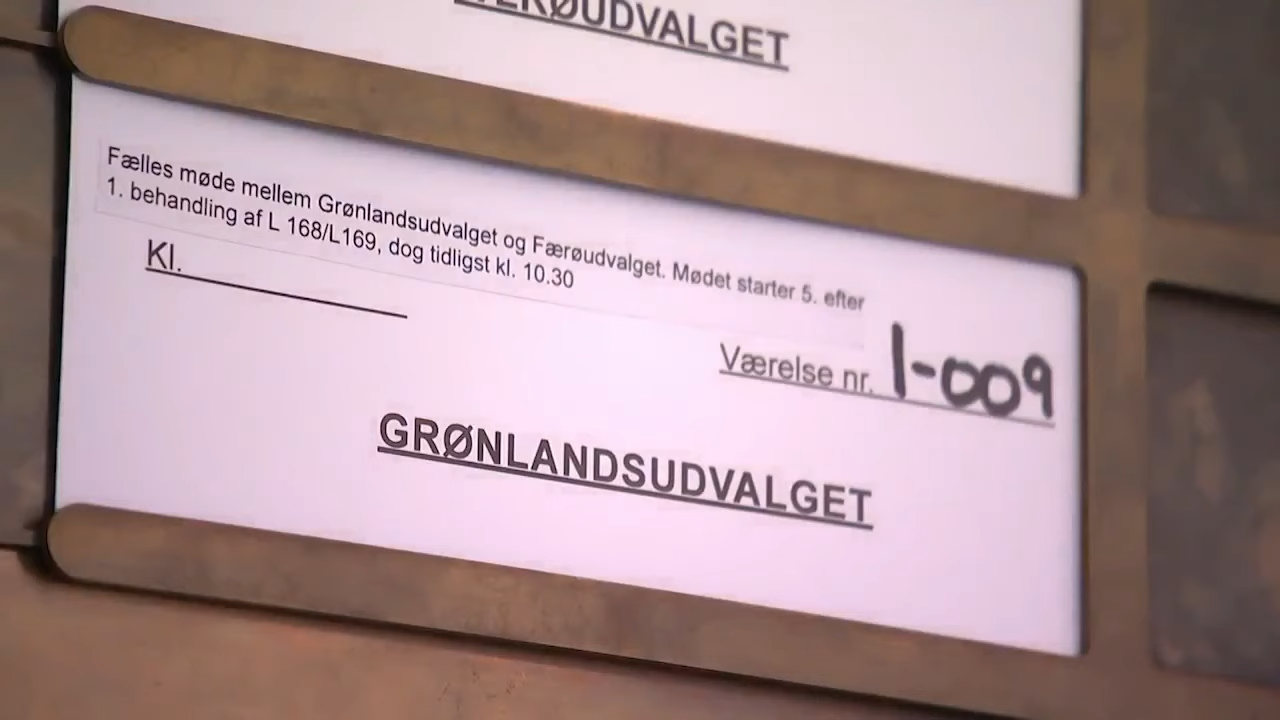 Fælles møde mellem Grønlandsudvalget og Færøudvalget. Mødet starter 5. efter
1. behandling af L 168/L169, dog tidligst kl. 10.30
Kl.
Værelse nr. 1-009
GRØNLANDSUDVALGET